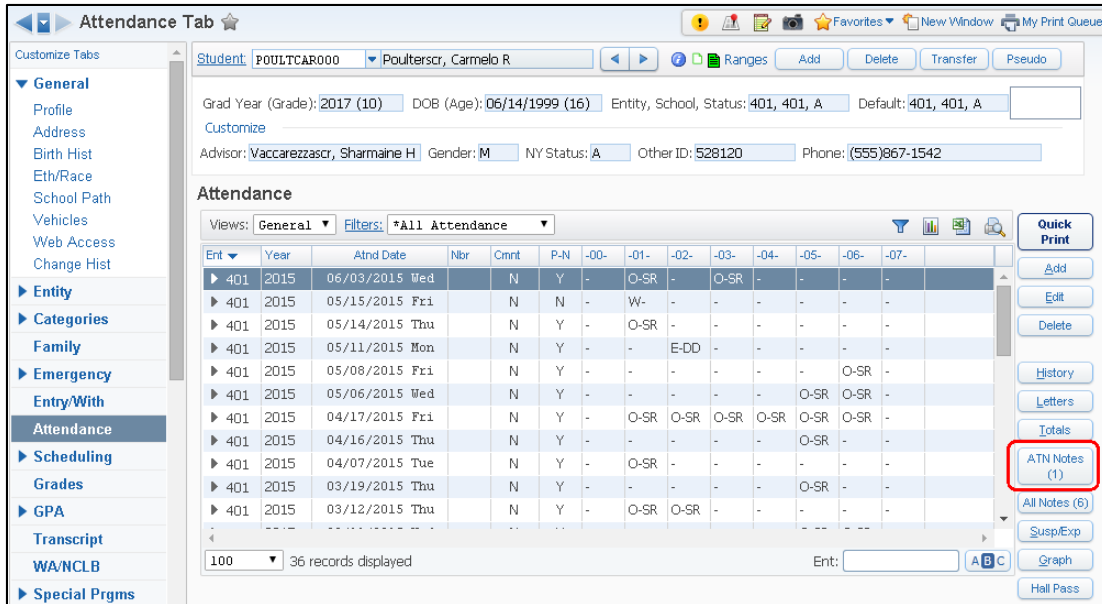 Attendance Tab
Favorites New Window My Print Queue
Customize Tabs
General
Profile
Address
Birth Hist
Eth/Race
School Path
Vehicles
Web Access
Change Hist
Entity
Categories
Family
Emergency
Entry/With
Attendance
Scheduling
Grades
GPA
Transcript
WA/NCLB
Special Prgms
Student: POULTCAR000 Poulterscr, Carmelo R Ranges Add Delete Transfer Pseudo
Grad Year (Grade): 2017 (10) DOB (Age): 06/14/1999 (16) Entity, School, Status: 401, 401, A Default: 401, 401, A
Customize
Advisor: Vaccarezzascr, Sharmaine H Gender: M NY Status: A Other ID: 528120 Phone: (555)867-1542
Attendance
Views: General Filters: *All Attendance
Ent Year Atnd Date Nbr Cmnt P-N -00- -01- -02- -03- -04- -05- -06- -07-
401 2015 06/03/2015 Wed N Y - O-SR - O-SR - - - -
401 2015 05/15/2015 Fri N N - W- - - - - - -
401 2015 05/14/2015 Thu N Y - O-SR - - - - - -
401 2015 05/11/2015 Mon N Y - - E-DD - - - - -
401 2015 05/08/2015 Fri N Y - - - - - - O-SR -
401 2015 05/06/2015 Wed N Y - - - - - O-SR O-SR -
401 2015 04/17/2015 Fri N Y - O-SR O-SR O-SR O-SR O-SR O-SR -
401 2015 04/16/2015 Thu N Y - - - - - O-SR - -
401 2015 04/07/2015 Tue N Y - O-SR - - - - - -
401 2015 03/19/2015 Thu N Y - - - - - O-SR - -
401 2015 03/12/2015 Thu N Y - O-SR O-SR - - - - -
100 36 records displayed Ent: A B C
Quick
Print
Add
Edit
Delete
History
Letters
Totals
ATN Notes
(1)
All Notes (6)
Susp/Exp
Graph
Hall Pass